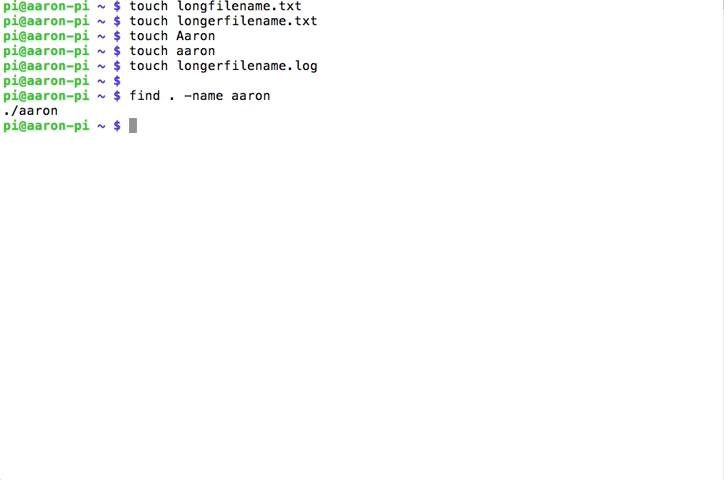 pi@aaron-pi ~ $ touch longfilename.txt
pi@aaron-pi ~ $ touch longerfilename.txt
pi@aaron-pi ~ $ touch Aaron
pi@aaron-pi ~ $ touch aaron
pi@aaron-pi ~ $ touch longerfilename.log
pi@aaron-pi ~ $
pi@aaron-pi ~ $ find . -name aaron
./aaron
pi@aaron-pi ~ $